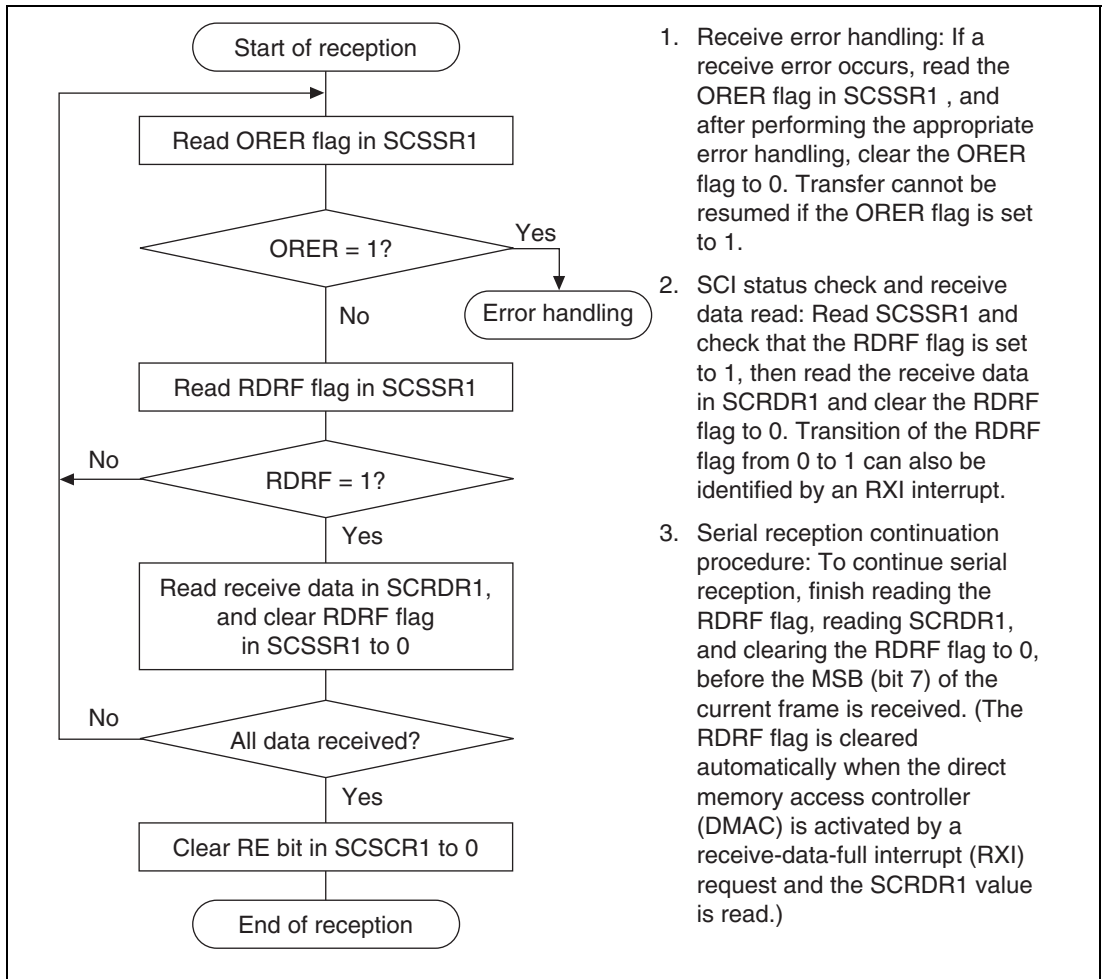 Start of reception
Read ORER flag in SCSSR1
ORER = 1?
Yes
Error handling
No
Read RDRF flag in SCSSR1
No
RDRF = 1?
Yes
Read receive data in SCRDR1,
and clear RDRF flag
in SCSSR1 to 0
No
All data received?
Yes
Clear RE bit in SCSCR1 to 0
End of reception
1. Receive error handling: If a
receive error occurs, read the
ORER flag in SCSSR1 , and
after performing the appropriate
error handling, clear the ORER
flag to 0. Transfer cannot be
resumed if the ORER flag is set
to 1.
2. SCI status check and receive
data read: Read SCSSR1 and
check that the RDRF flag is set
to 1, then read the receive data
in SCRDR1 and clear the RDRF
flag to 0. Transition of the RDRF
flag from 0 to 1 can also be
identified by an RXI interrupt.
3. Serial reception continuation
procedure: To continue serial
reception, finish reading the
RDRF flag, reading SCRDR1,
and clearing the RDRF flag to 0,
before the MSB (bit 7) of the
current frame is received. (The
RDRF flag is cleared
automatically when the direct
memory access controller
(DMAC) is activated by a
receive-data-full interrupt (RXI)
request and the SCRDR1 value
is read.)